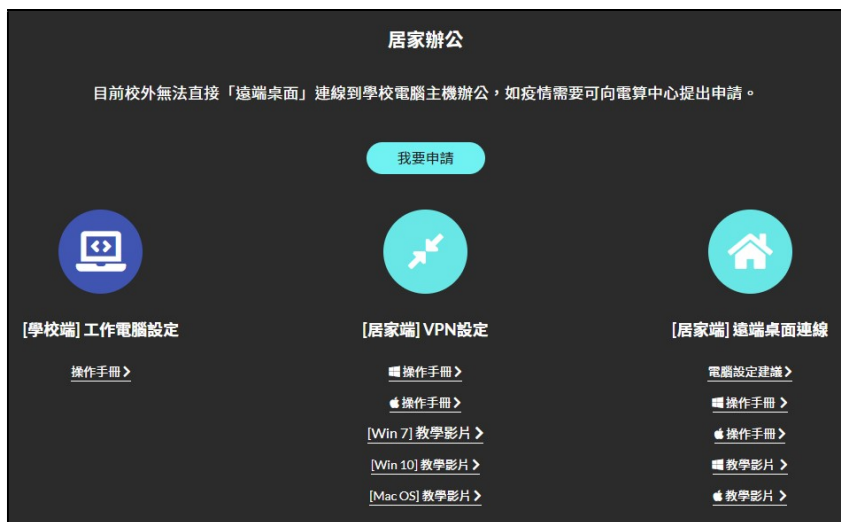 居家辦公
目前校外無法直接「遠端桌面」連線到學校電腦主機辦公，如疫情需要可向電算中心提出申請。
我要申請
[學校端] 工作電腦設定
操作手冊
[居家端] VPN設定
操作手冊
操作手冊
[Win 7] 教學影片
[Win 10] 教學影片
[Mac OS] 教學影片
[居家端] 遠端桌面連線
電腦設定建議
操作手冊
操作手冊
教學影片
教學影片